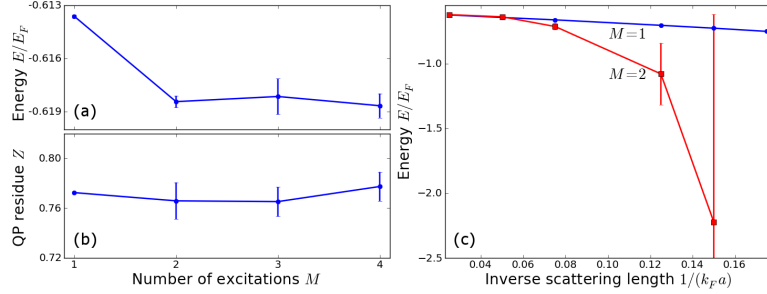 -0.613
-0.616
-0.619
Energy E/E_F
(a)
0.80
0.76
0.72
QP residue Z
(b)
1 2 3 4
Number of excitations M
-1.0
-1.5
-2.0
-2.5
Energy E/E_F
M=1
M=2
(c)
0.04 0.06 0.08 0.10 0.12 0.14 0.16
Inverse scattering length 1/(k_F a)